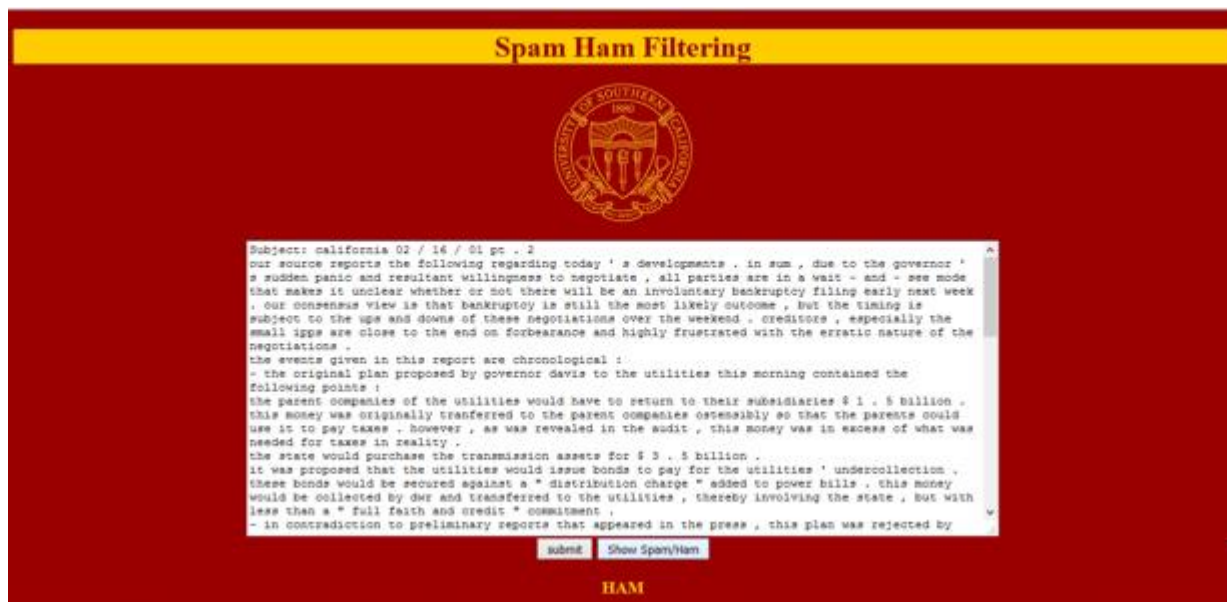 Spam Ham Filtering
UNIVERSITY OF SOUTHERN CALIFORNIA
1880
Subject: california 02 / 16 / 01 pt . 2
our source reports the following regarding today ' s developments . in sum , due to the governor '
s sudden panic and resultant willingness to negotiate , all parties are in a wait - and - see mode
that makes it unclear whether or not there will be an involuntary bankruptcy filing early next week
. our consensus view is that bankruptcy is still the most likely outcome , but the timing is
subject to the ups and downs of these negotiations over the weekend . creditors , especially the
small ipps are close to the end on forbearance and highly frustrated with the erratic nature of the
negotiations .
the events given in this report are chronological :
- the original plan proposed by governor davis to the utilities this morning contained the
following points :
the parent companies of the utilities would have to return to their subsidiaries $ 1 . 5 billion .
this money was originally tranferred to the parent companies ostensibly so that the parents could
use it to pay taxes . however , as was revealed in the audit , this money was in excess of what was
needed for taxes in reality .
the state would purchase the transmission assets for $ 3 . 5 billion .
it was proposed that the utilities would issue bonds to pay for the utilities ' undercollection .
these bonds would be secured against a " distribution charge " added to power bills . this money
would be collected by dwr and transferred to the utilities , thereby involving the state , but with
less than a " full faith and credit " commitment .
- in contradiction to preliminary reports that appeared in the press , this plan was rejected by
submit Show Spam/Ham
HAM